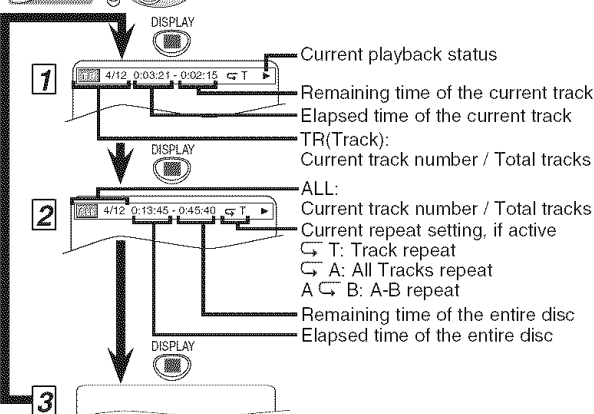 DISPLAY
1
TR 4/12 0:03:21 - 0:02:15 T
Current playback status
Remaining time of the current track
Elapsed time of the current track
TR(Track):
Current track number / Total tracks
DISPLAY
2
ALL 4/12 0:13:45 - 0:45:40 T
ALL:
Current track number / Total tracks
Current repeat setting, if active
T: Track repeat
A: All Tracks repeat
A B: A-B repeat
Remaining time of the entire disc
Elapsed time of the entire disc
DISPLAY
3